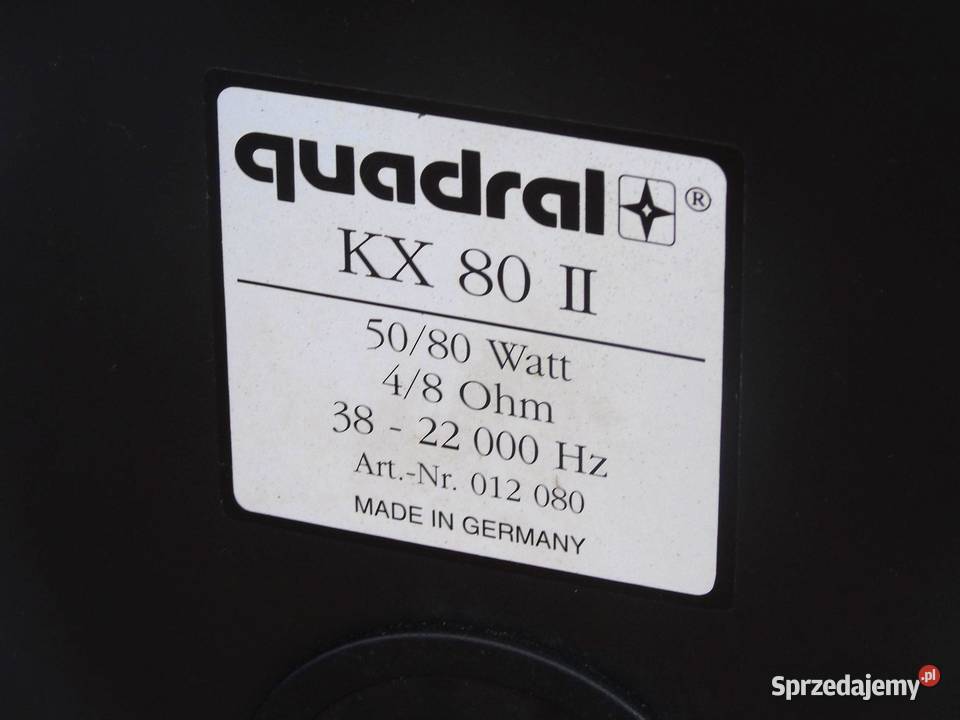 quadral ®
KX 80 II
50/80 Watt
4/8 Ohm
38 - 22 000 Hz
Art.-Nr. 012 080
MADE IN GERMANY
Sprzedajemy.pl